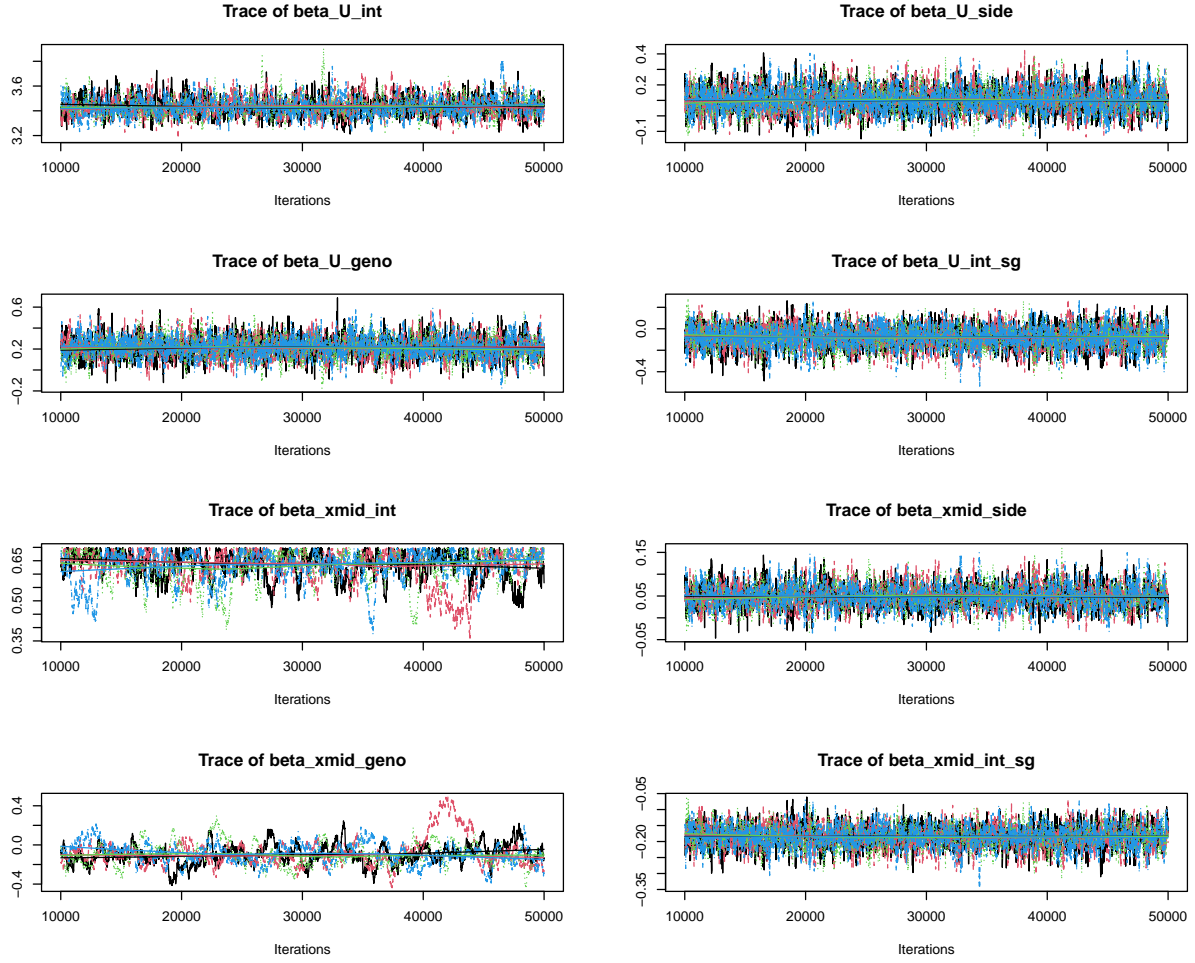 Trace of beta_U_int
3.2 3.6
10000 20000 30000 40000 50000
Iterations
Trace of beta_U_side
−0.1 0.2 0.4
10000 20000 30000 40000 50000
Iterations
Trace of beta_U_geno
−0.2 0.2 0.6
10000 20000 30000 40000 50000
Iterations
Trace of beta_U_int_sg
−0.4 0.0
10000 20000 30000 40000 50000
Iterations
Trace of beta_xmid_int
0.35 0.50 0.65
10000 20000 30000 40000 50000
Iterations
Trace of beta_xmid_side
−0.05 0.05 0.15
10000 20000 30000 40000 50000
Iterations
Trace of beta_xmid_geno
−0.4 0.0 0.4
10000 20000 30000 40000 50000
Iterations
Trace of beta_xmid_int_sg
−0.35 −0.20 −0.05
10000 20000 30000 40000 50000
Iterations